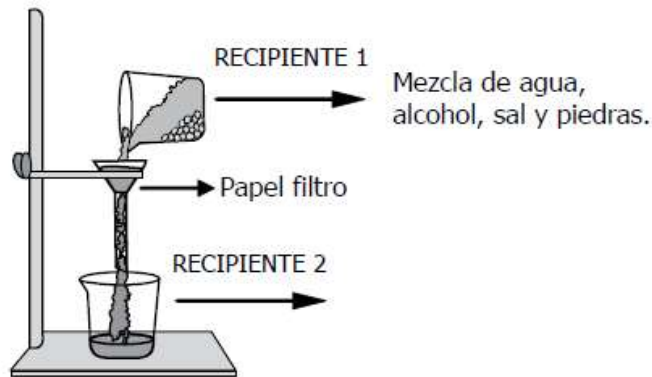 RECIPIENTE 1
Mezcla de agua,
alcohol, sal y piedras.
Papel filtro
RECIPIENTE 2